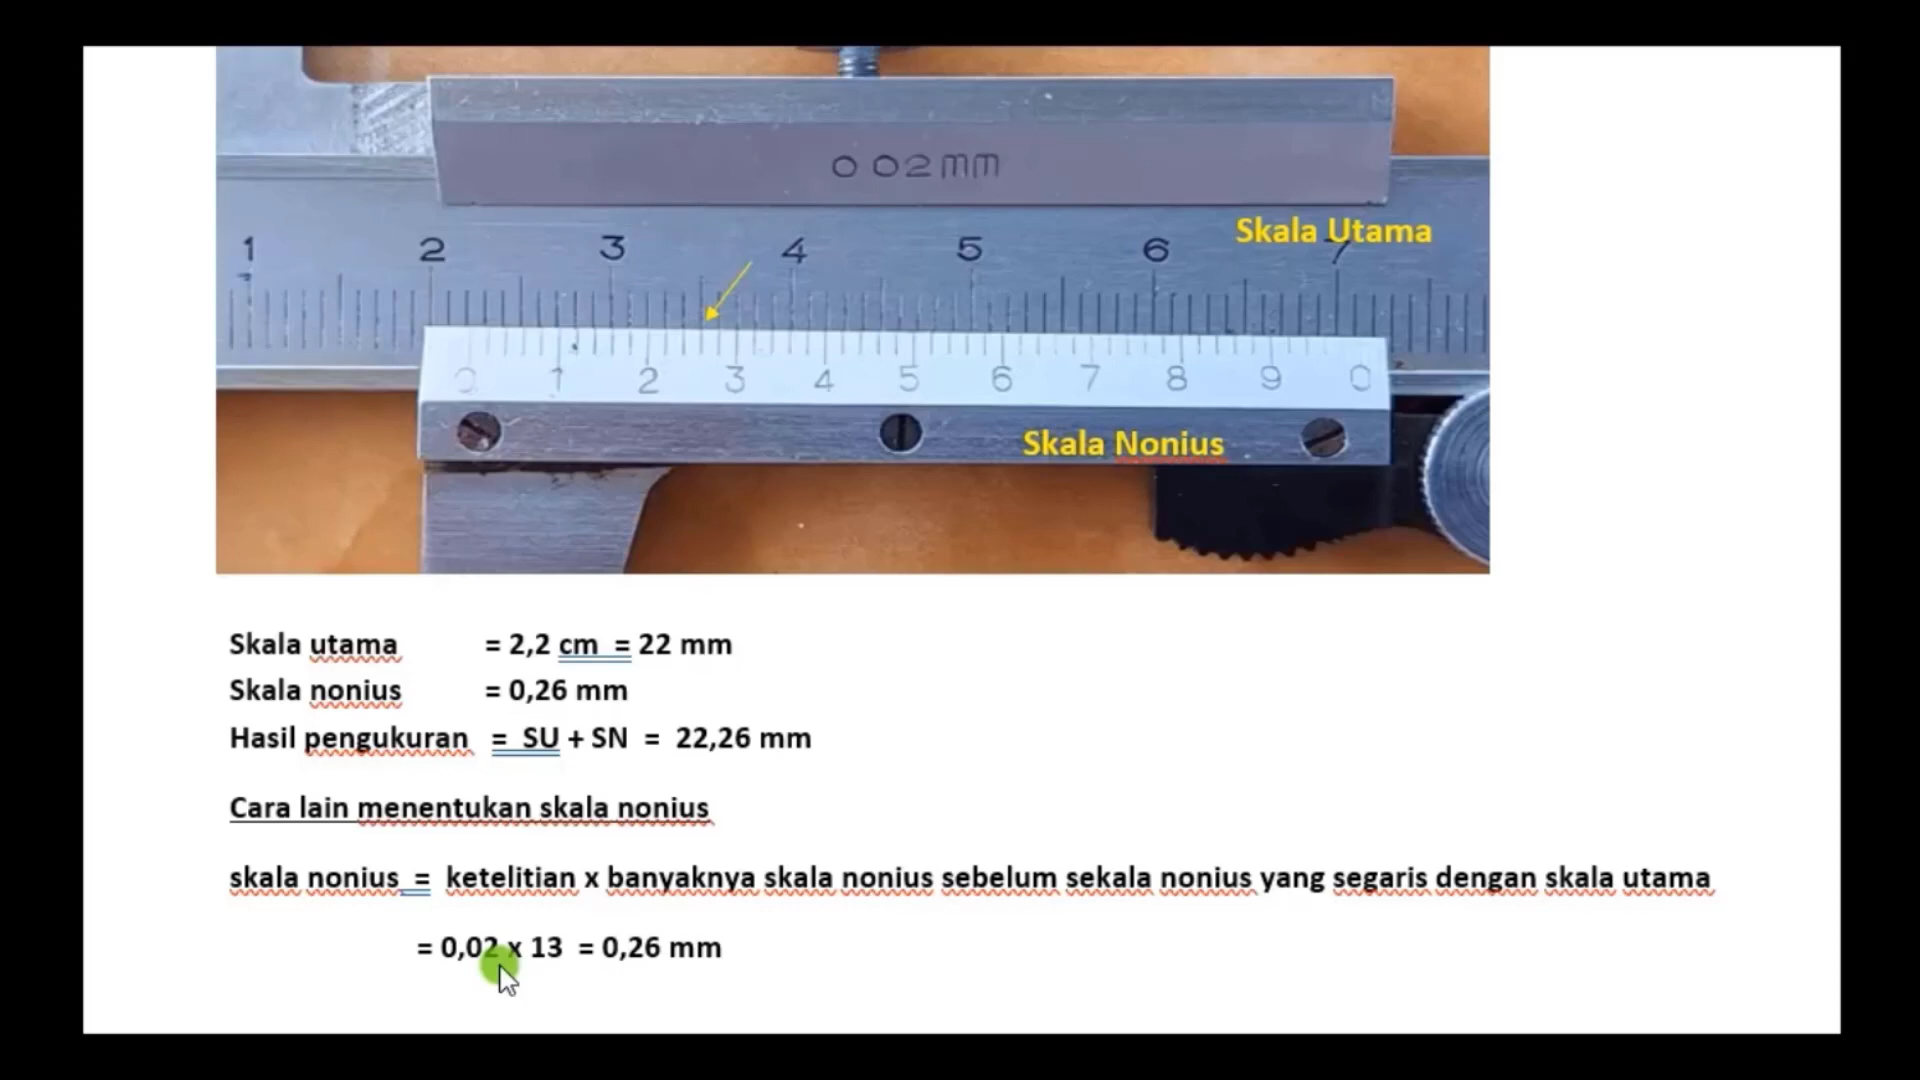 0 02mm
Skala Utama
1 2 3 4 5 6 7
0 1 2 3 4 5 6 7 8 9 0
Skala Nonius
Skala utama = 2,2 cm = 22 mm
Skala nonius = 0,26 mm
Hasil pengukuran = SU + SN = 22,26 mm
Cara lain menentukan skala nonius
skala nonius = ketelitian x banyaknya skala nonius sebelum sekala nonius yang segaris dengan skala utama
= 0,02 x 13 = 0,26 mm